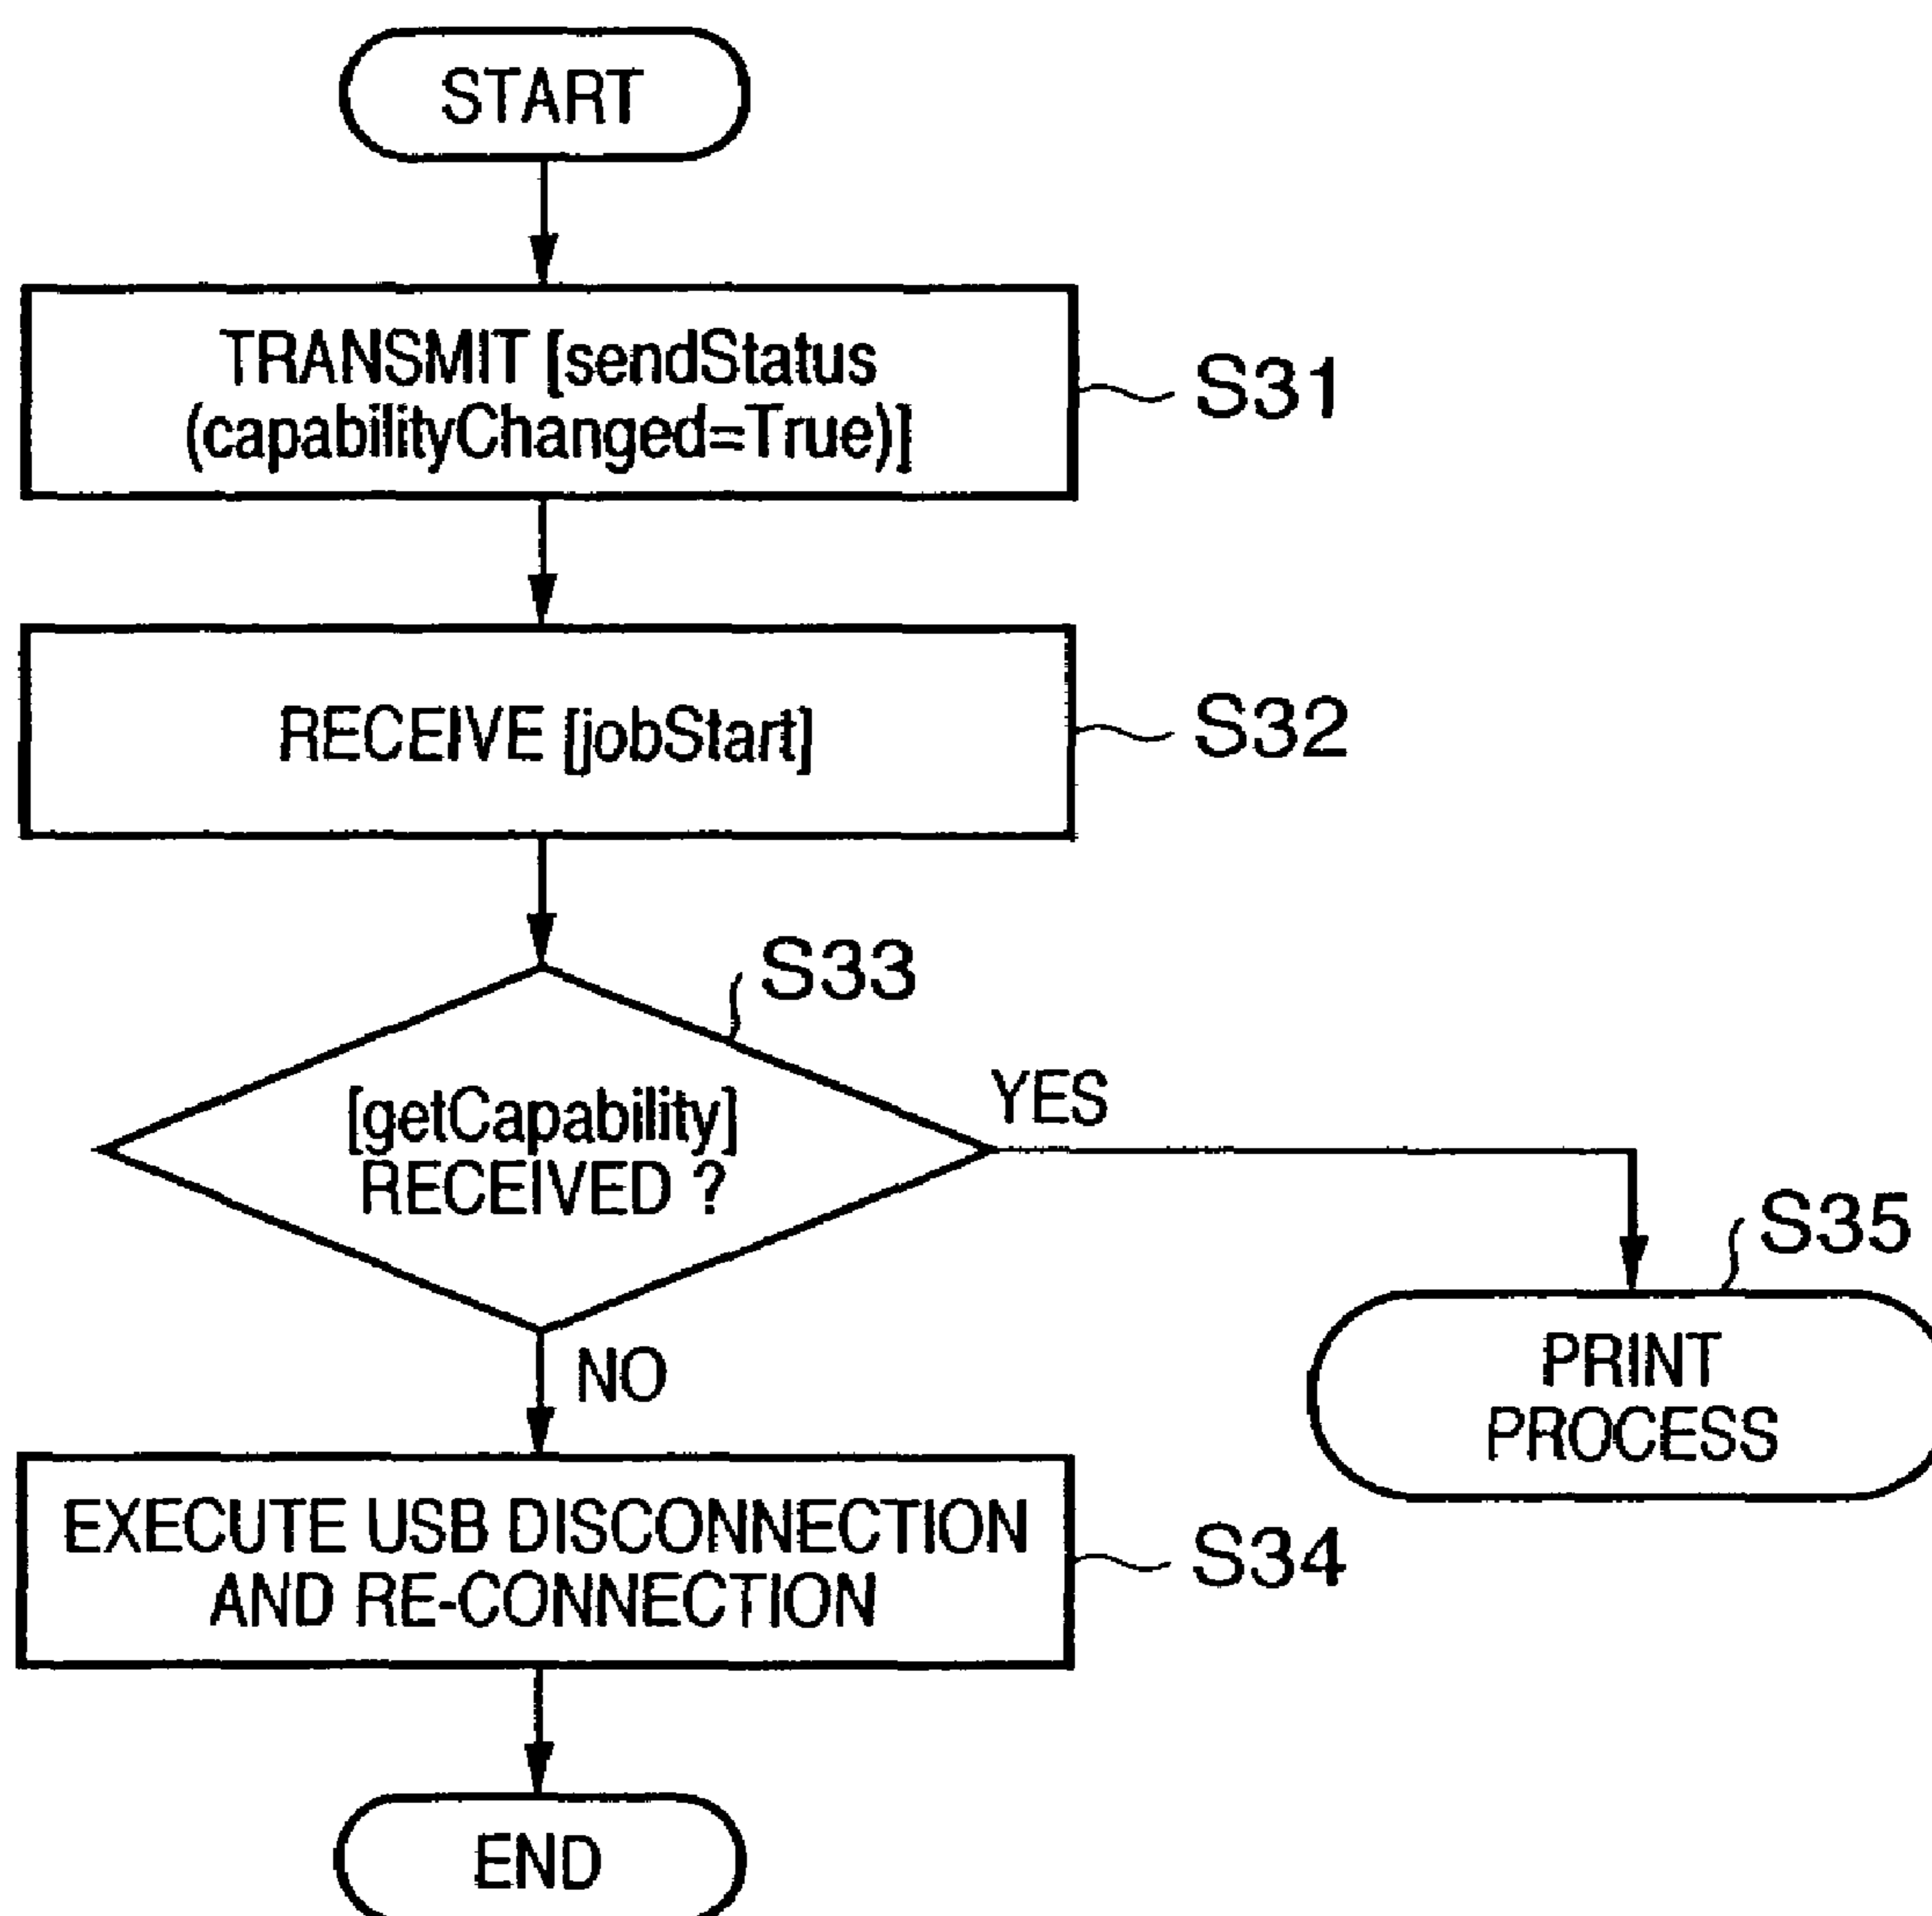 START
TRANSMIT [sendStatus
(capabilityChanged=True)]
S31
RECEIVE [jobStart]
S32
S33
[getCapability]
RECEIVED ?
YES
S35
PRINT
PROCESS
NO
EXECUTE USB DISCONNECTION
AND RE-CONNECTION
S34
END